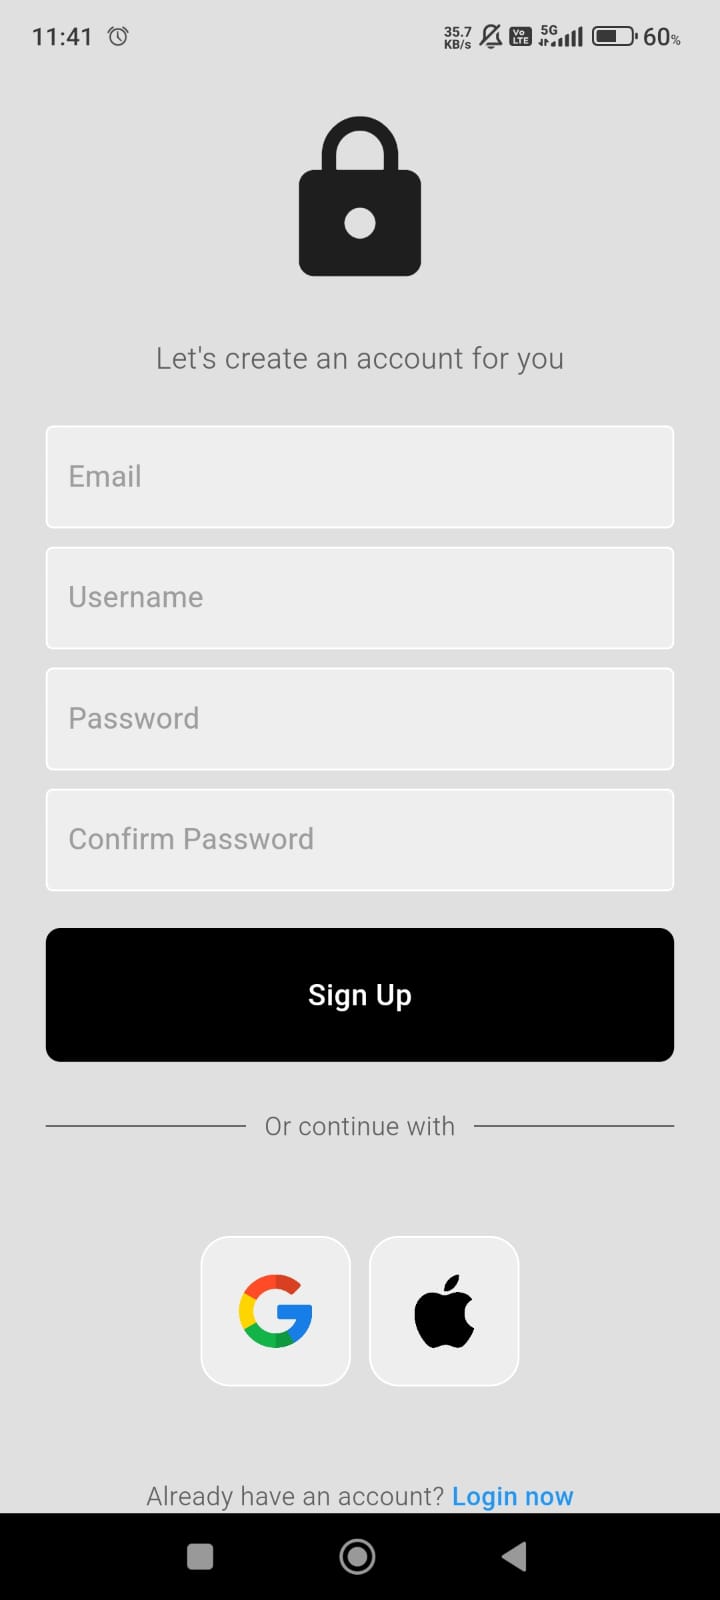 11:41
35.7 KB/s Vo LTE 5G 60%
Let's create an account for you
Email
Username
Password
Confirm Password
Sign Up
Or continue with
Already have an account? Login now